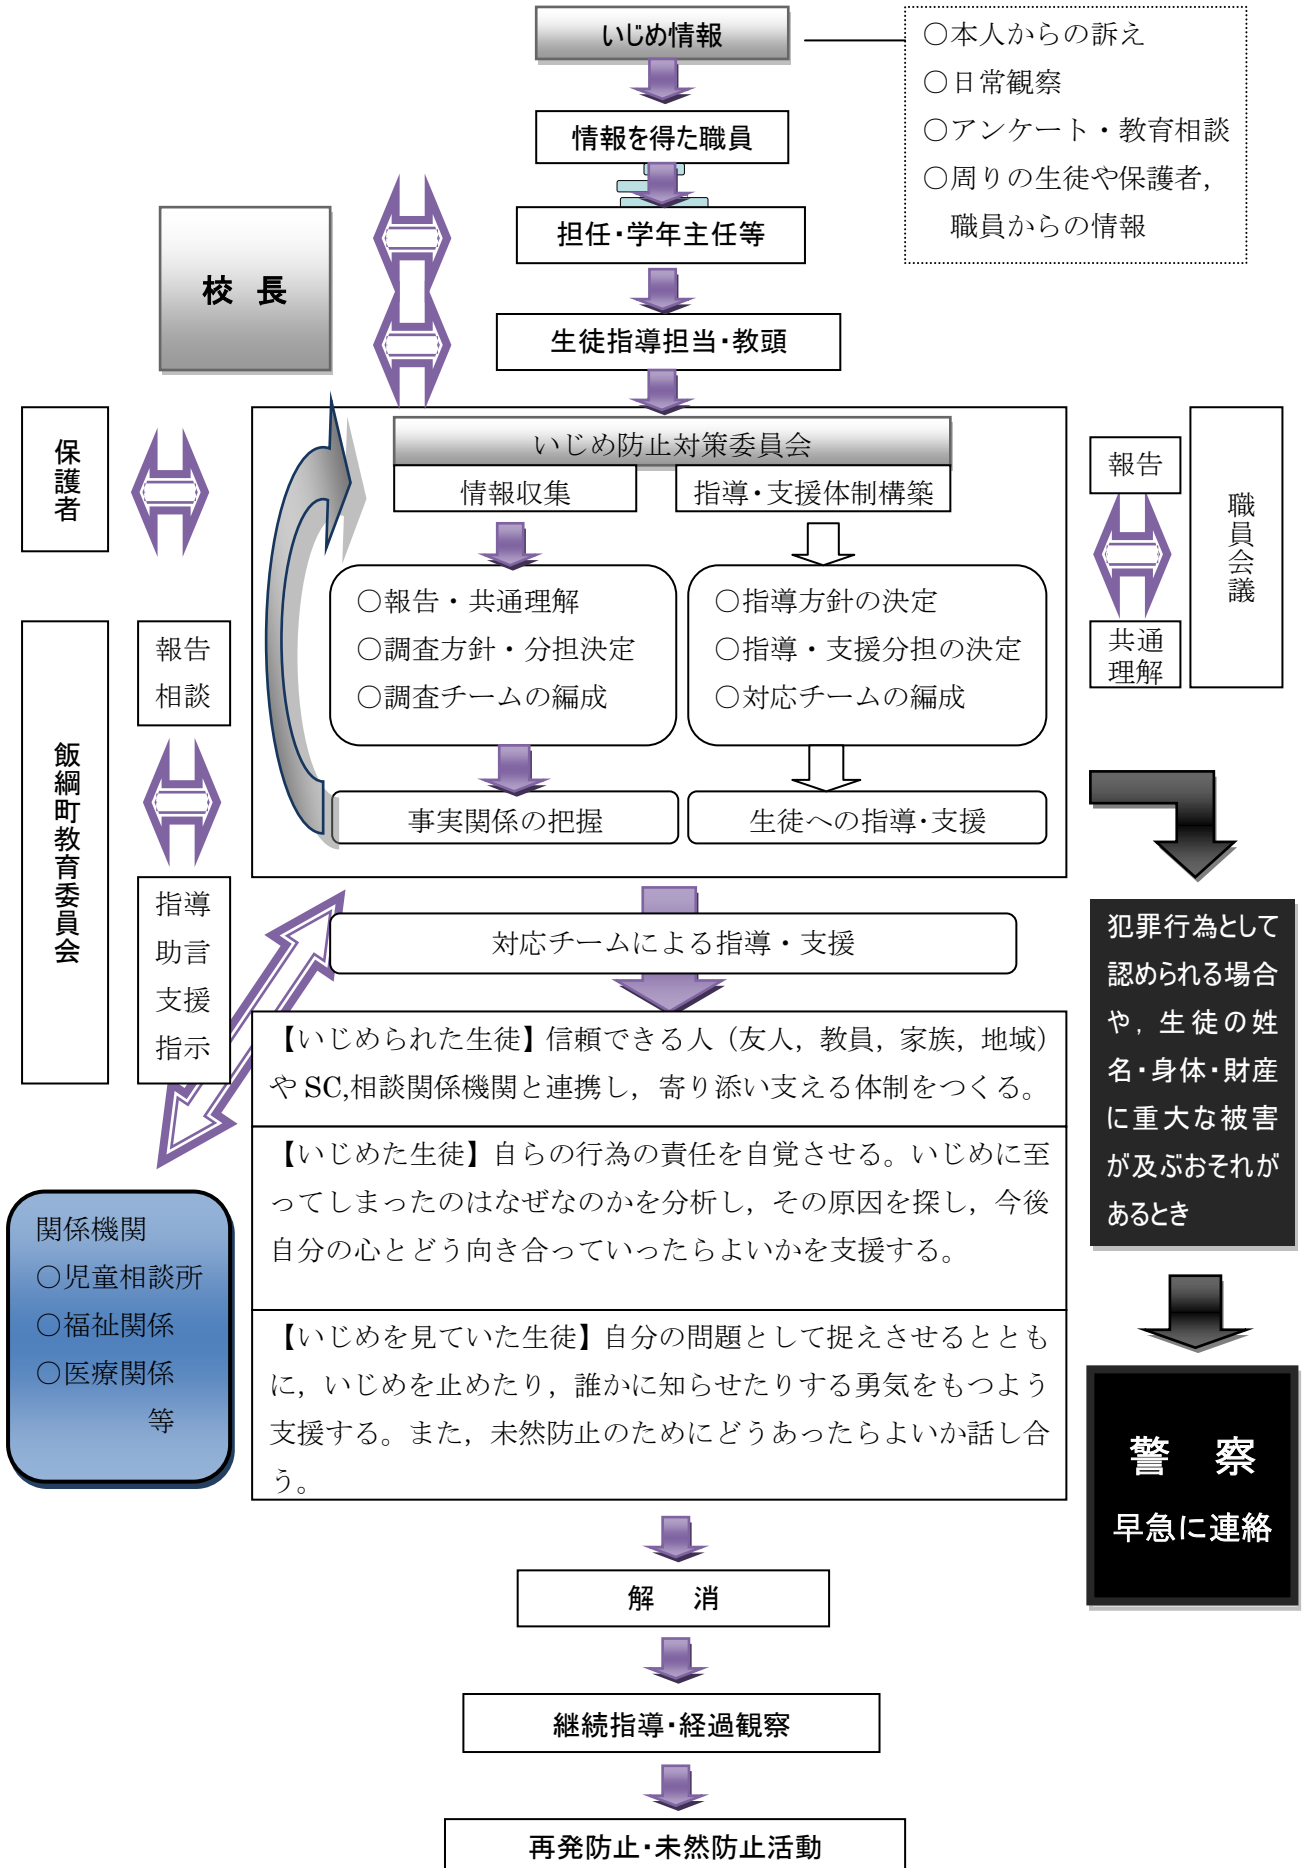 いじめ情報
○本人からの訴え
○日常観察
○アンケート・教育相談
○周りの生徒や保護者，
職員からの情報
情報を得た職員
担任・学年主任等
校 長
生徒指導担当・教頭
保護者
いじめ防止対策委員会
情報収集
指導・支援体制構築
報告
職員会議
共通
理解
○報告・共通理解
○調査方針・分担決定
○調査チームの編成
○指導方針の決定
○指導・支援分担の決定
○対応チームの編成
報告
相談
飯綱町教育委員会
指導
助言
支援
指示
事実関係の把握
生徒への指導・支援
対応チームによる指導・支援
犯罪行為として
認められる場合
や，生徒の姓
名・身体・財産
に重大な被害
が及ぶおそれが
あるとき
【いじめられた生徒】信頼できる人（友人，教員，家族，地域）
や SC,相談関係機関と連携し，寄り添い支える体制をつくる。
【いじめた生徒】自らの行為の責任を自覚させる。いじめに至
ってしまったのはなぜなのかを分析し，その原因を探し，今後
自分の心とどう向き合っていったらよいかを支援する。
【いじめを見ていた生徒】自分の問題として捉えさせるととも
に，いじめを止めたり，誰かに知らせたりする勇気をもつよう
支援する。また，未然防止のためにどうあったらよいか話し合
う。
関係機関
○児童相談所
○福祉関係
○医療関係
等
警 察
早急に連絡
解 消
継続指導・経過観察
再発防止・未然防止活動